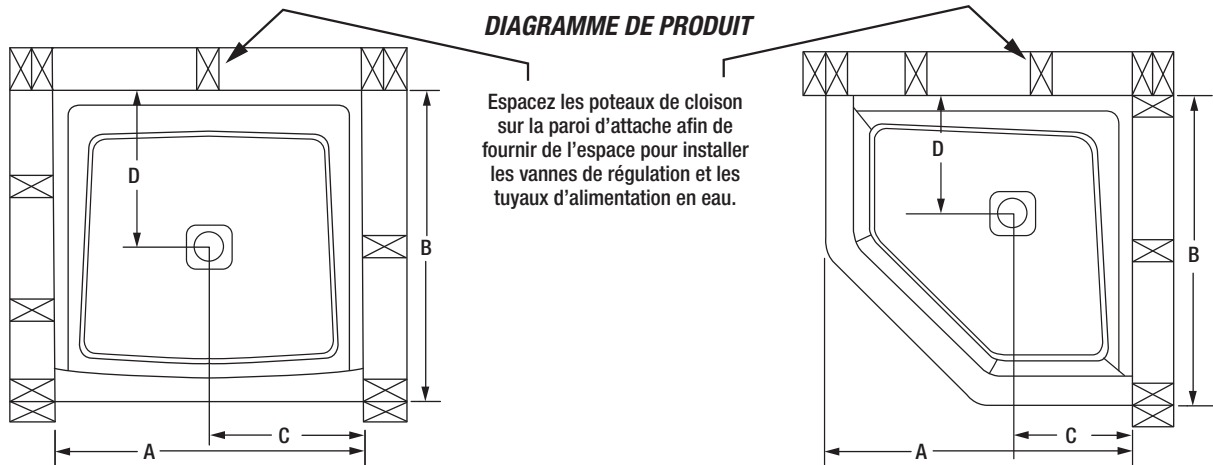 DIAGRAMME DE PRODUIT
Espacez les poteaux de cloison
sur la paroi d’attache afin de
fournir de l’espace pour installer
les vannes de régulation et les
tuyaux d’alimentation en eau.
D
B
C
A
D
B
C
A